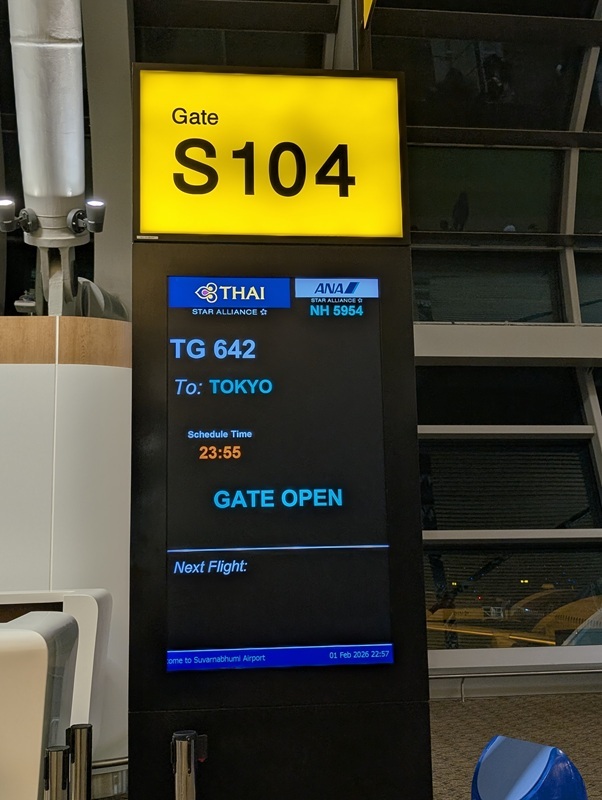 Gate
S104
THAI
STAR ALLIANCE
ANA
STAR ALLIANCE
NH 5954
TG 642
To: TOKYO
Schedule Time
23:55
GATE OPEN
Next Flight:
ome to Suvarnabhumi Airport 01 Feb 2026 22:57